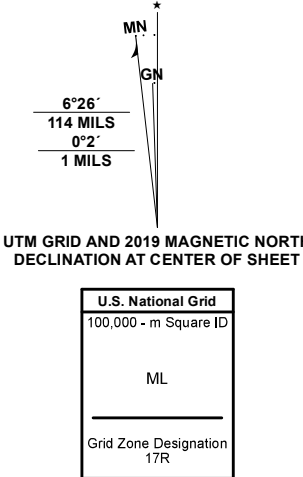 ★
MN
GN
6°26´
114 MILS
0°2´
1 MILS
UTM GRID AND 2019 MAGNETIC NORTH
DECLINATION AT CENTER OF SHEET
U.S. National Grid
100,000 - m Square ID
ML
Grid Zone Designation
17R